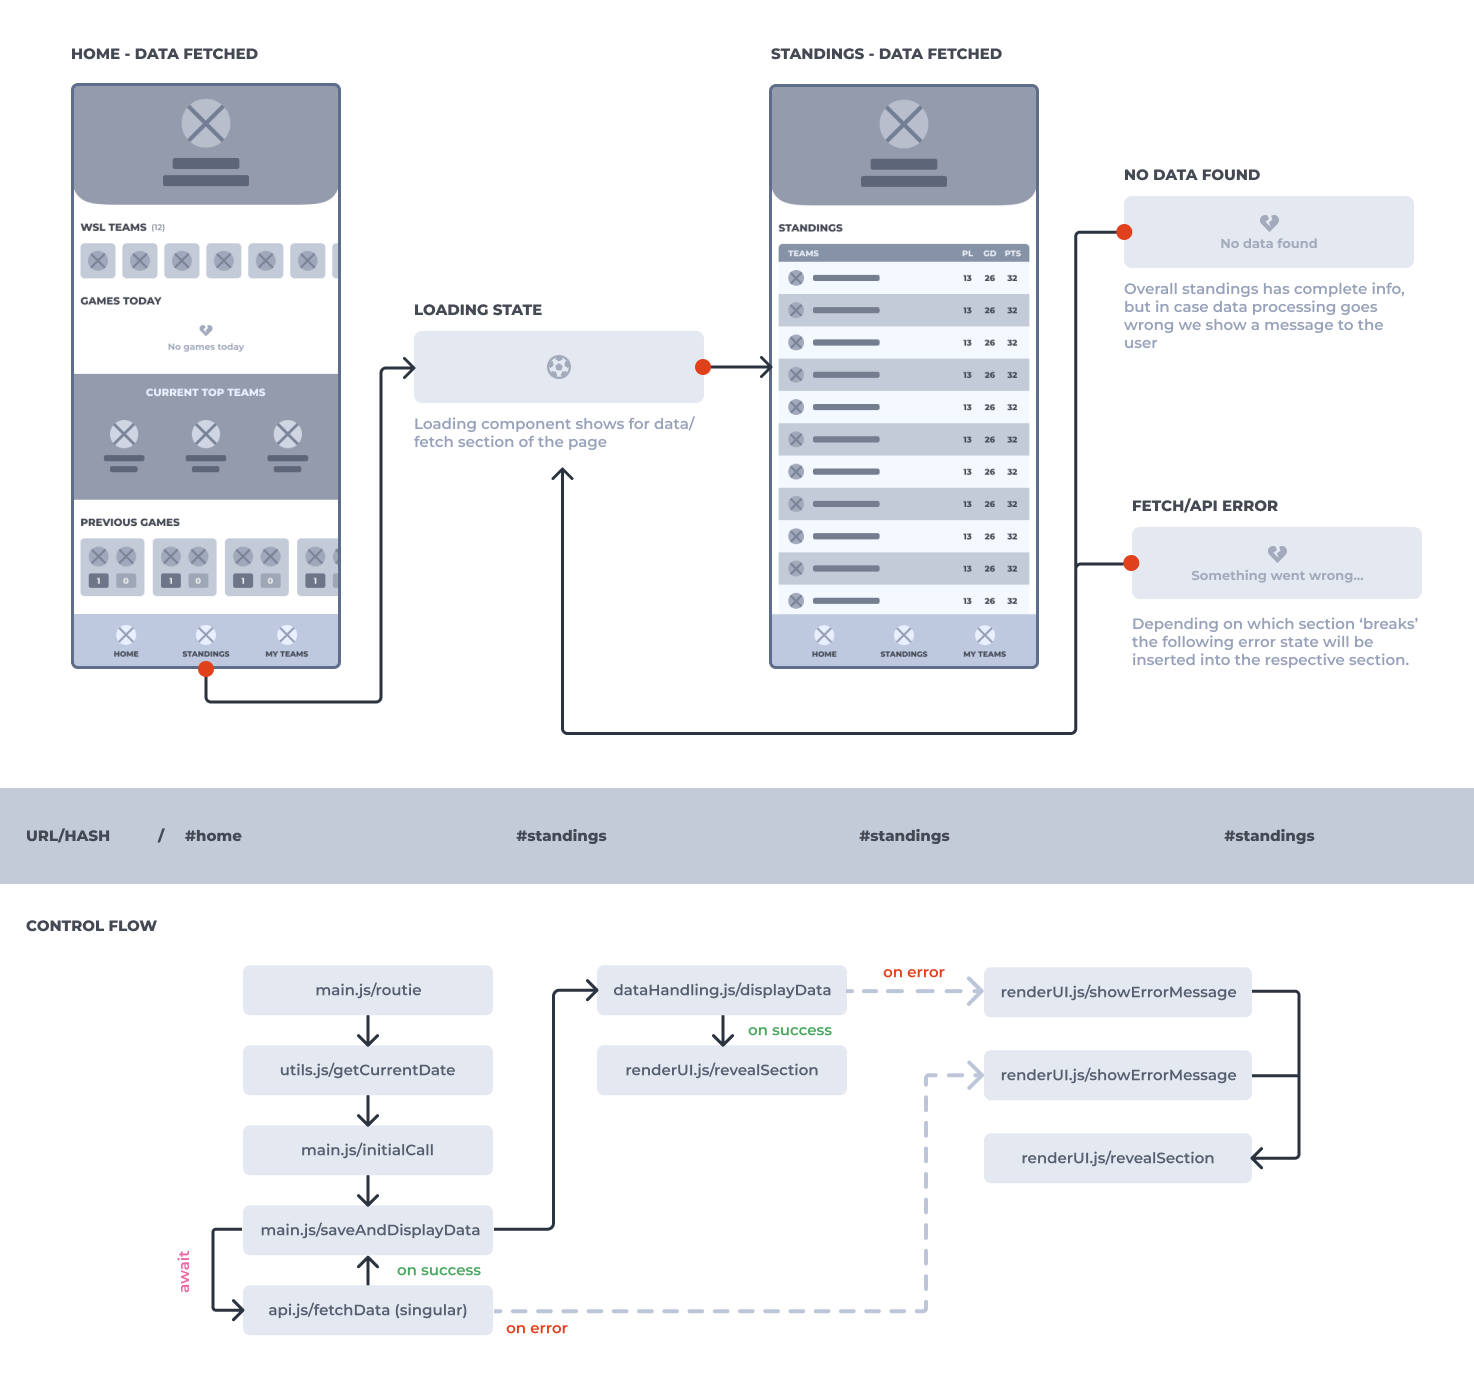 HOME - DATA FETCHED
STANDINGS - DATA FETCHED
WSL TEAMS (12)
GAMES TODAY
No games today
CURRENT TOP TEAMS
PREVIOUS GAMES
1 0 1 0 1 0 1
HOME STANDINGS MY TEAMS
LOADING STATE
Loading component shows for data/
fetch section of the page
STANDINGS
TEAMS PL GD PTS
13 26 32
13 26 32
13 26 32
13 26 32
13 26 32
13 26 32
13 26 32
13 26 32
13 26 32
13 26 32
13 26 32
HOME STANDINGS MY TEAMS
NO DATA FOUND
No data found
Overall standings has complete info,
but in case data processing goes
wrong we show a message to the
user
FETCH/API ERROR
Something went wrong...
Depending on which section ‘breaks’
the following error state will be
inserted into the respective section.
URL/HASH / #home #standings #standings #standings
CONTROL FLOW
main.js/routie
utils.js/getCurrentDate
main.js/initialCall
main.js/saveAndDisplayData
await
on success
api.js/fetchData (singular)
on error
dataHandling.js/displayData
on success
renderUI.js/revealSection
on error
renderUI.js/showErrorMessage
renderUI.js/showErrorMessage
renderUI.js/revealSection